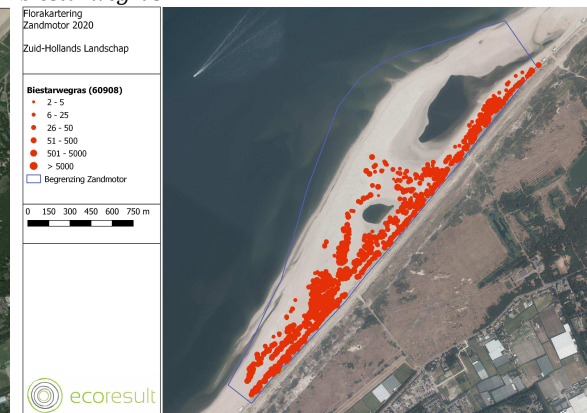 Florakartering
Zandmotor 2020
Zuid-Hollands Landschap
Biestarwegras (60908)
2 - 5
6 - 25
26 - 50
51 - 500
501 - 5000
> 5000
Begrenzing Zandmotor
0 150 300 450 600 750 m
ecoresult